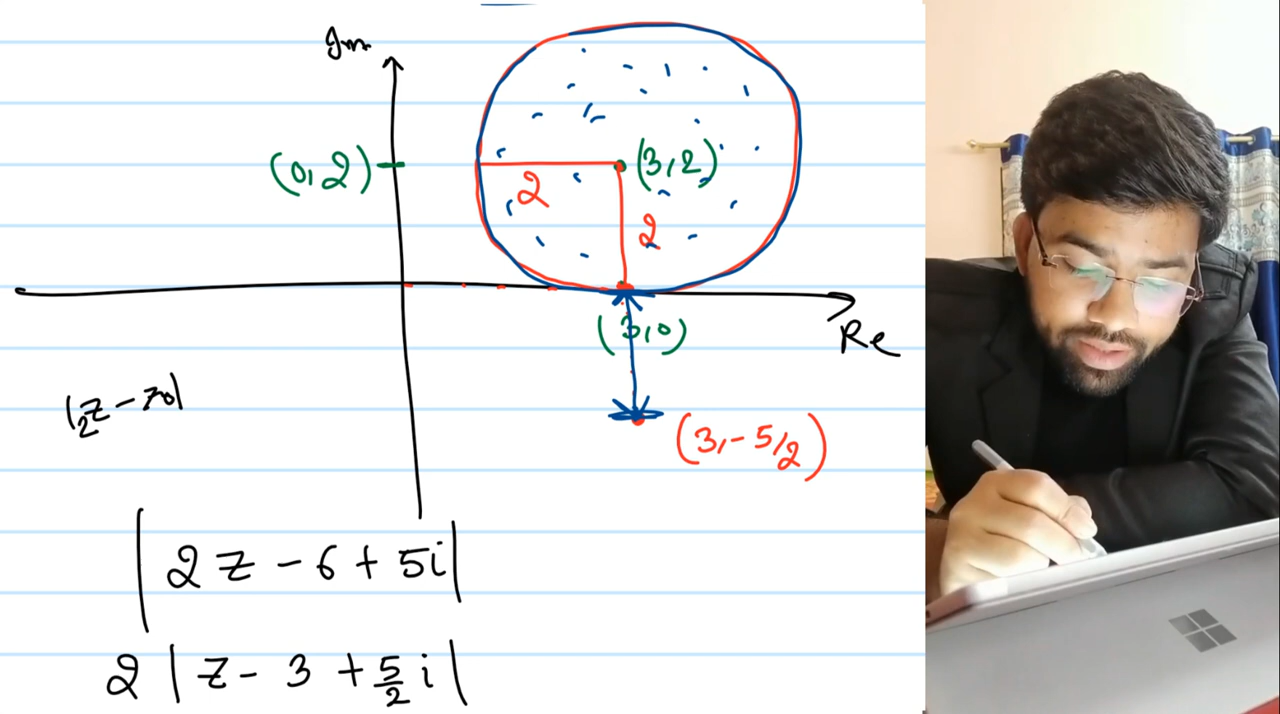 Im
(0,2)
(3,2)
2
2
(3,0)
Re
|z-z0|
(3,-5/2)
|2z-6+5i|
2|z-3+5/2 i|